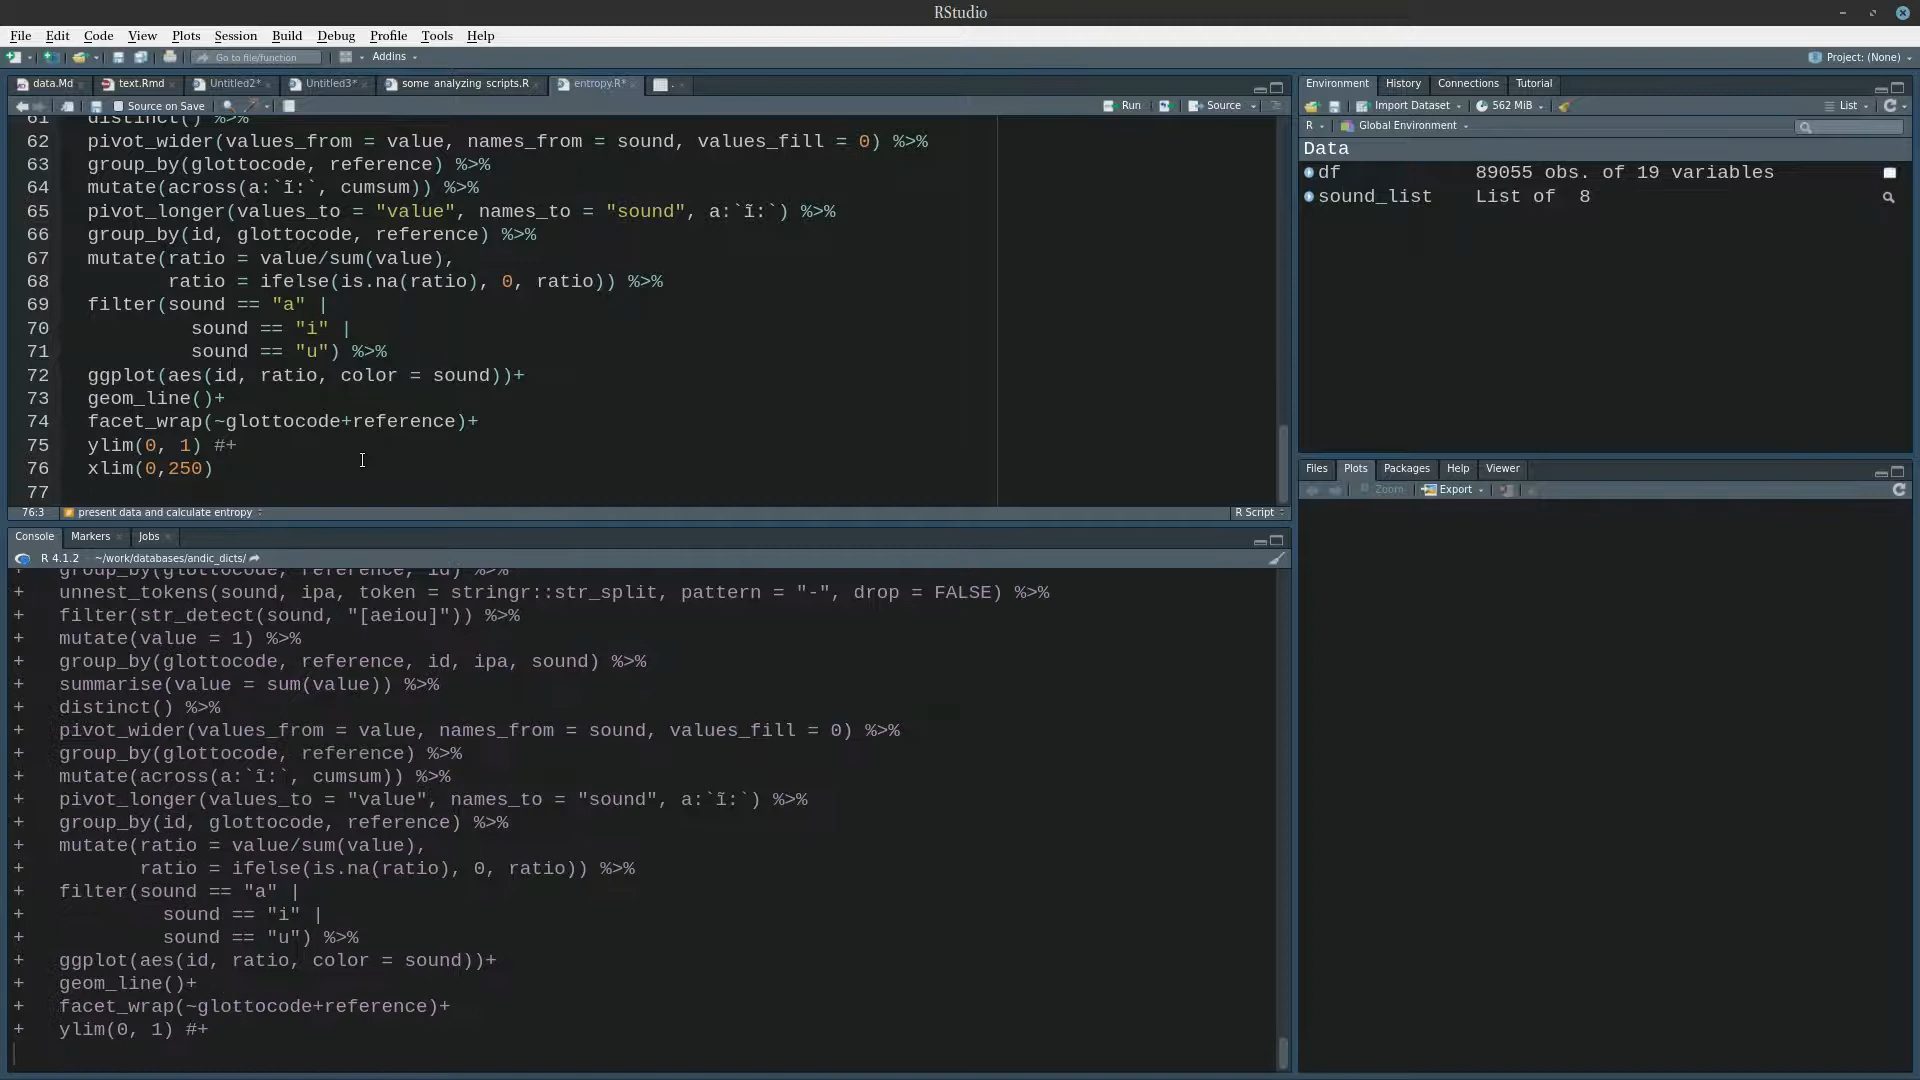 RStudio
File Edit Code View Plots Session Build Debug Profile Tools Help
Go to file/function Addins Project: (None)
data.Md text.Rmd Untitled2* Untitled3* some_analyzing_scripts.R entropy.R*
Source on Save Run Source
61 distinct() %>%
62 pivot_wider(values_from = value, names_from = sound, values_fill = 0) %>%
63 group_by(glottocode, reference) %>%
64 mutate(across(a:`ĩː`, cumsum)) %>%
65 pivot_longer(values_to = "value", names_to = "sound", a:`ĩː`) %>%
66 group_by(id, glottocode, reference) %>%
67 mutate(ratio = value/sum(value),
68 ratio = ifelse(is.na(ratio), 0, ratio)) %>%
69 filter(sound == "a" |
70 sound == "i" |
71 sound == "u") %>%
72 ggplot(aes(id, ratio, color = sound))+
73 geom_line()+
74 facet_wrap(~glottocode+reference)+
75 ylim(0, 1) #+
76 xlim(0,250)
77
76:3 present data and calculate entropy R Script
Console Markers Jobs
R 4.1.2 ~/work/databases/andic_dicts/
+ group_by(glottocode, reference, id) %>%
+ unnest_tokens(sound, ipa, token = stringr::str_split, pattern = "-", drop = FALSE) %>%
+ filter(str_detect(sound, "[aeiou]")) %>%
+ mutate(value = 1) %>%
+ group_by(glottocode, reference, id, ipa, sound) %>%
+ summarise(value = sum(value)) %>%
+ distinct() %>%
+ pivot_wider(values_from = value, names_from = sound, values_fill = 0) %>%
+ group_by(glottocode, reference) %>%
+ mutate(across(a:`ĩː`, cumsum)) %>%
+ pivot_longer(values_to = "value", names_to = "sound", a:`ĩː`) %>%
+ group_by(id, glottocode, reference) %>%
+ mutate(ratio = value/sum(value),
+ ratio = ifelse(is.na(ratio), 0, ratio)) %>%
+ filter(sound == "a" |
+ sound == "i" |
+ sound == "u") %>%
+ ggplot(aes(id, ratio, color = sound))+
+ geom_line()+
+ facet_wrap(~glottocode+reference)+
+ ylim(0, 1) #+
Environment History Connections Tutorial
Import Dataset 562 MiB List
R Global Environment
Data
df 89055 obs. of 19 variables
sound_list List of 8
Files Plots Packages Help Viewer
Zoom Export